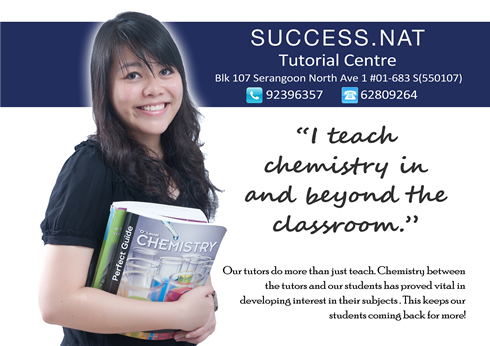 SUCCESS.NAT
Tutorial Centre
Blk 107 Serangoon North Ave 1 #01-683 S(550107)
92396357 62809264
"I teach
chemistry in
and beyond the
classroom."
Our tutors do more than just teach. Chemistry between
the tutors and our students has proved vital in
developing interest in their subjects . This keeps our
students coming back for more!
Perfect Guide
'O' Level
CHEMISTRY